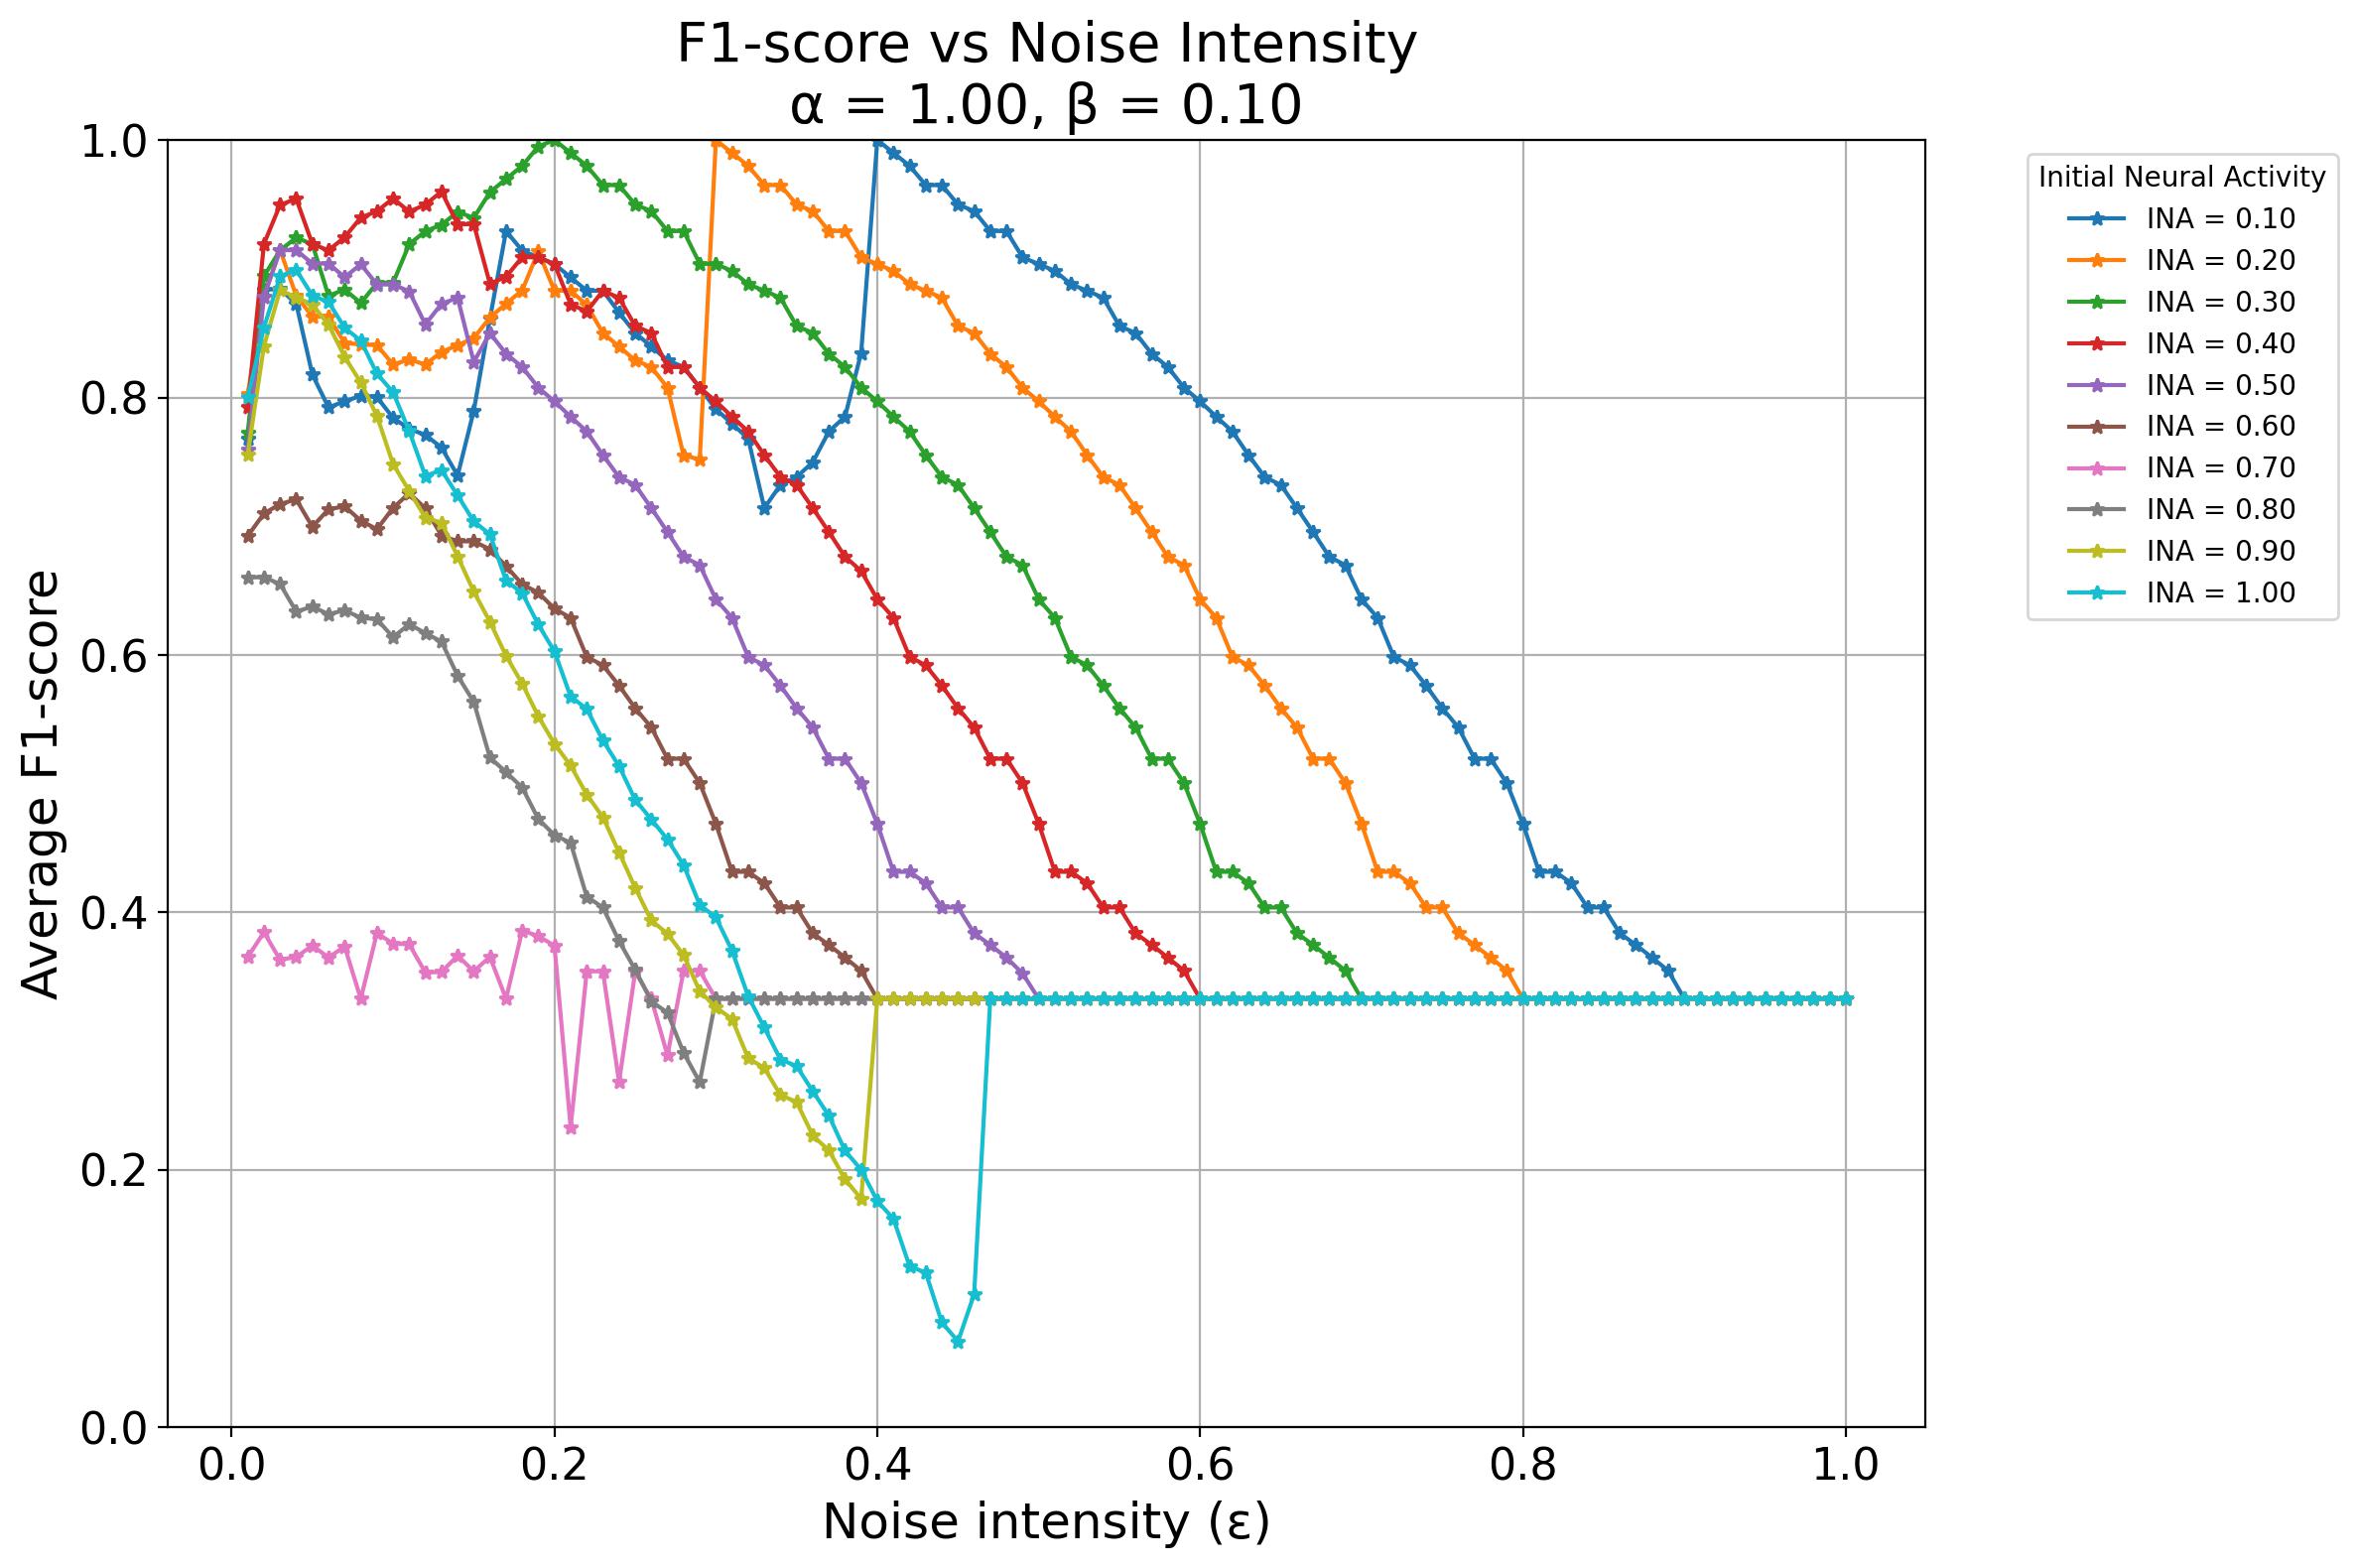 F1-score vs Noise Intensity
α = 1.00, β = 0.10
1.0
0.8
0.6
0.4
0.2
0.0
Average F1-score
0.0 0.2 0.4 0.6 0.8 1.0
Noise intensity (ε)
Initial Neural Activity
INA = 0.10
INA = 0.20
INA = 0.30
INA = 0.40
INA = 0.50
INA = 0.60
INA = 0.70
INA = 0.80
INA = 0.90
INA = 1.00